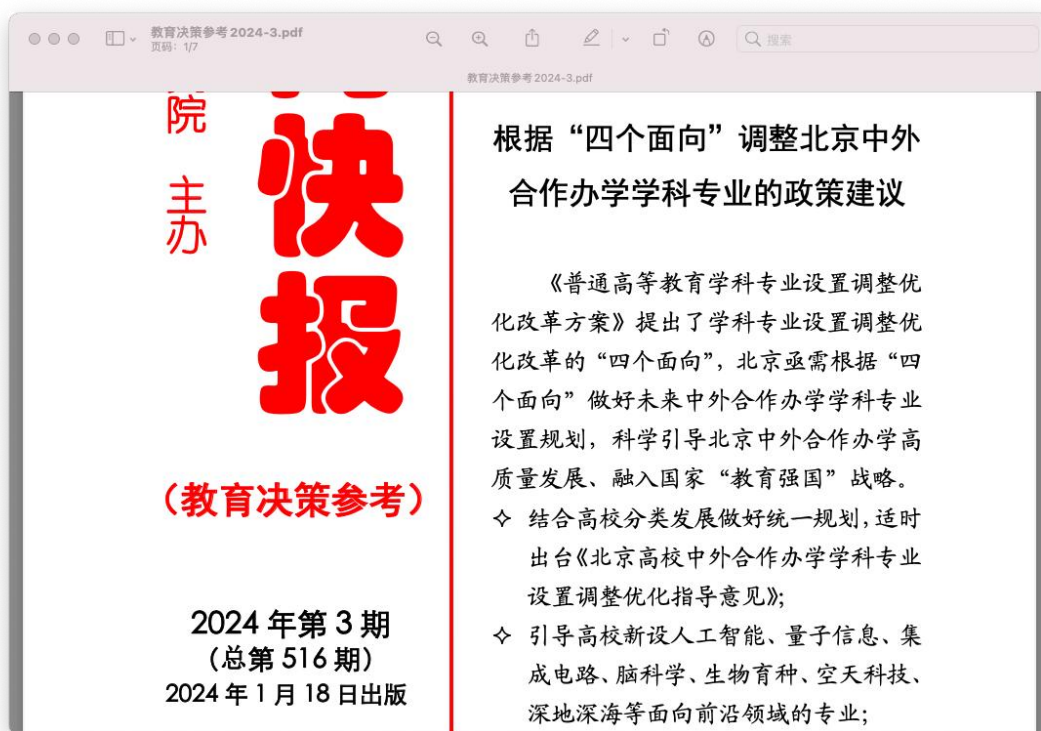 教育决策参考2024-3.pdf
页码：1/7
搜索
教育决策参考2024-3.pdf
院 主办
快报
（教育决策参考）
2024年第3期
（总第516期）
2024年1月18日出版
根据“四个面向”调整北京中外
合作办学学科专业的政策建议
《普通高等教育学科专业设置调整优
化改革方案》提出了学科专业设置调整优
化改革的“四个面向”，北京亟需根据“四
个面向”做好未来中外合作办学学科专业
设置规划，科学引导北京中外合作办学高
质量发展、融入国家“教育强国”战略。
✧ 结合高校分类发展做好统一规划，适时
出台《北京高校中外合作办学学科专业
设置调整优化指导意见》；
✧ 引导高校新设人工智能、量子信息、集
成电路、脑科学、生物育种、空天科技、
深地深海等面向前沿领域的专业；